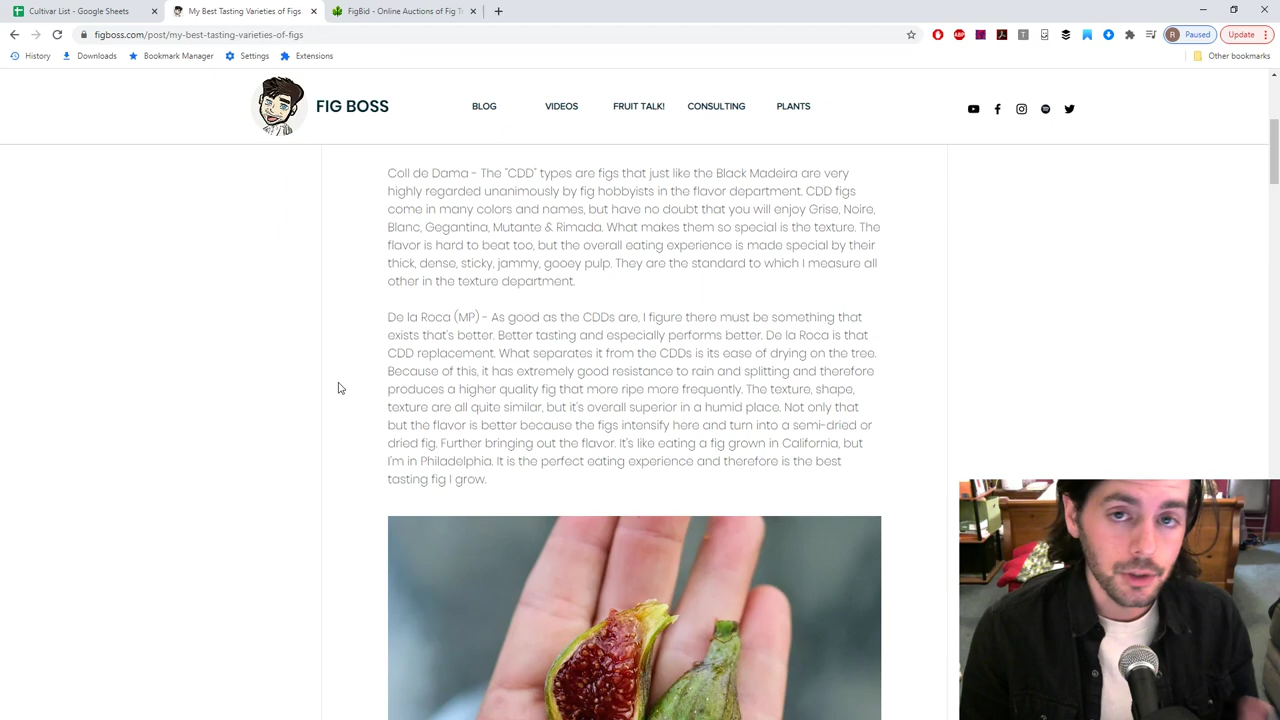 Cultivar List - Google Sheets
My Best Tasting Varieties of Figs
FigBid - Online Auctions of Fig T
figboss.com/post/my-best-tasting-varieties-of-figs
ABP
R Paused
Update
History
Downloads
Bookmark Manager
Settings
Extensions
Other bookmarks
FIG BOSS
BLOG
VIDEOS
FRUIT TALK!
CONSULTING
PLANTS
Coll de Dama - The "CDD" types are figs that just like the Black Madeira are very
highly regarded unanimously by fig hobbyists in the flavor department. CDD figs
come in many colors and names, but have no doubt that you will enjoy Grise, Noire,
Blanc, Gegantina, Mutante & Rimada. What makes them so special is the texture. The
flavor is hard to beat too, but the overall eating experience is made special by their
thick, dense, sticky, jammy, gooey pulp. They are the standard to which I measure all
other in the texture department.
De la Roca (MP) - As good as the CDDs are, I figure there must be something that
exists that's better. Better tasting and especially performs better. De la Roca is that
CDD replacement. What separates it from the CDDs is its ease of drying on the tree.
Because of this, it has extremely good resistance to rain and splitting and therefore
produces a higher quality fig that more ripe more frequently. The texture, shape,
texture are all quite similar, but it's overall superior in a humid place. Not only that
but the flavor is better because the figs intensify here and turn into a semi-dried or
dried fig. Further bringing out the flavor. It's like eating a fig grown in California, but
I'm in Philadelphia. It is the perfect eating experience and therefore is the best
tasting fig I grow.